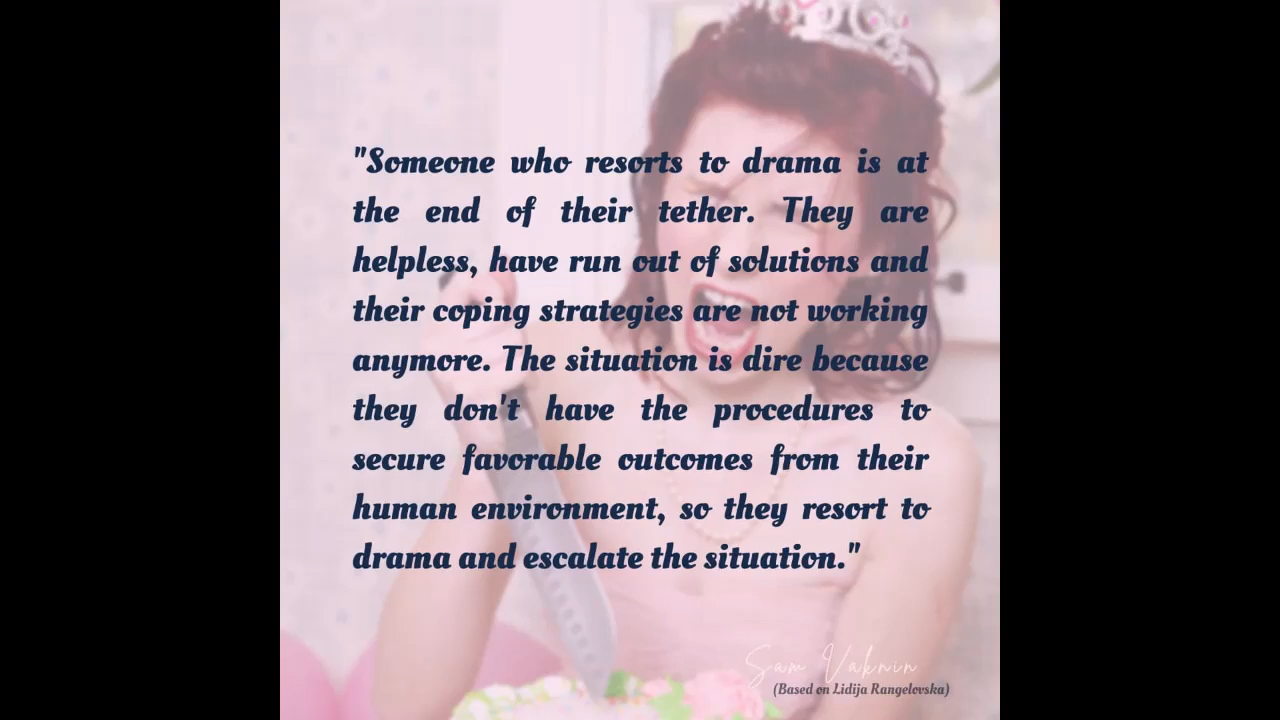 "Someone who resorts to drama is at
the end of their tether. They are
helpless, have run out of solutions and
their coping strategies are not working
anymore. The situation is dire because
they don't have the procedures to
secure favorable outcomes from their
human environment, so they resort to
drama and escalate the situation."
Sam Vaknin
(Based on Lidija Rangelovska)